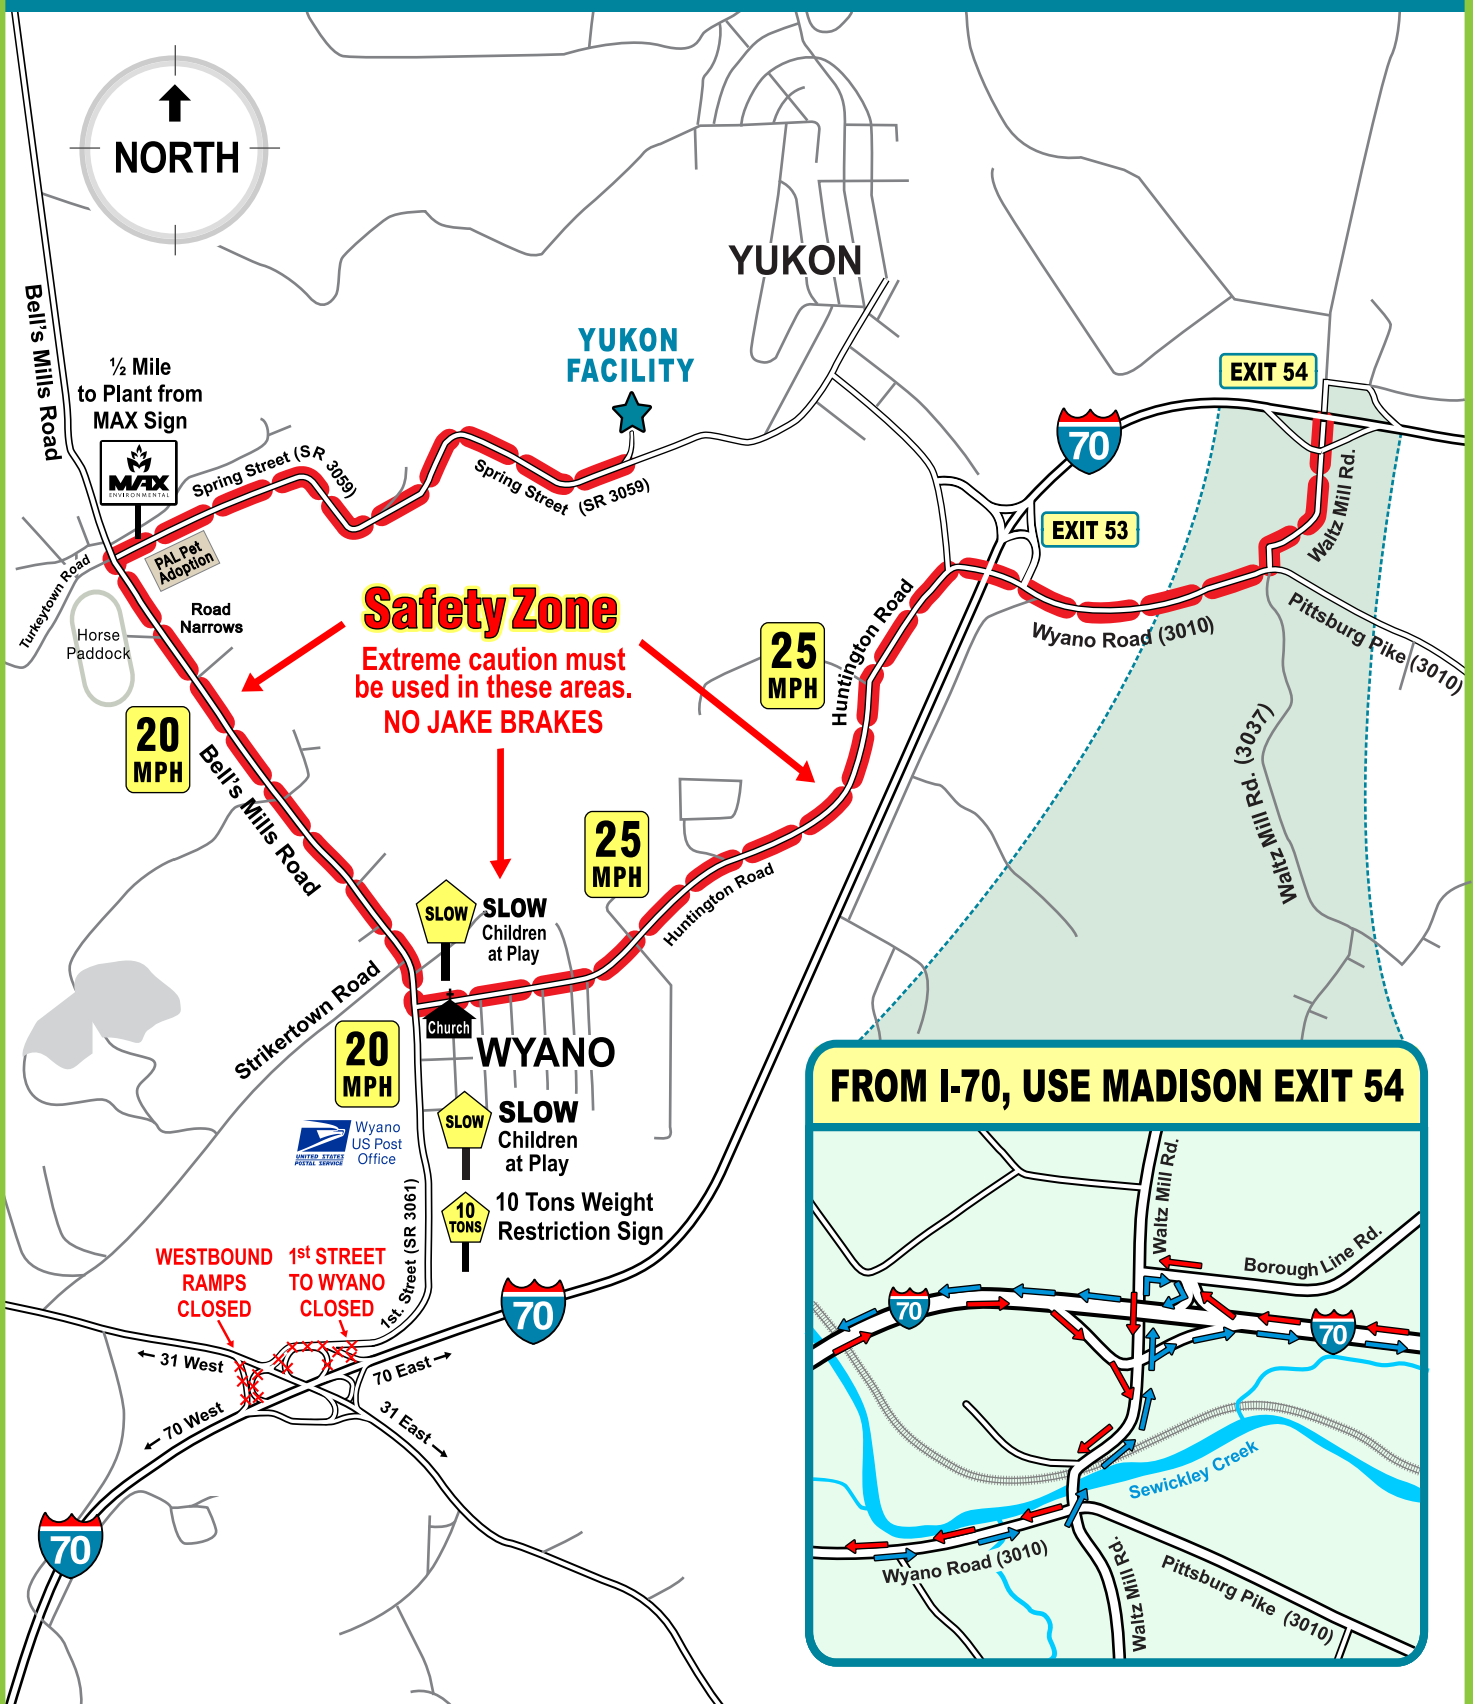 NORTH
YUKON
Bell's Mills Road
½ Mile
to Plant from
MAX Sign
MAX
ENVIRONMENTAL
YUKON
FACILITY
EXIT 54
70
Spring Street (SR 3059)
Spring Street (SR 3059)
EXIT 53
Waltz Mill Rd.
PAL Pet
Adoption
Turkeytown Road
Horse
Paddock
Road
Narrows
Safety Zone
Extreme caution must
be used in these areas.
NO JAKE BRAKES
25
MPH
Huntington Road
Wyano Road (3010)
Pittsburg Pike (3010)
20
MPH
Bell's Mills Road
Waltz Mill Rd. (3037)
25
MPH
Huntington Road
SLOW
SLOW
Children
at Play
Strikertown Road
Church
WYANO
20
MPH
Wyano
US Post
Office
UNITED STATES
POSTAL SERVICE
SLOW
SLOW
Children
at Play
10
TONS
10 Tons Weight
Restriction Sign
1st. Street (SR 3061)
WESTBOUND
RAMPS
CLOSED
1st STREET
TO WYANO
CLOSED
70
31 West
70 East
70 West
31 East
70
FROM I-70, USE MADISON EXIT 54
Waltz Mill Rd.
Borough Line Rd.
70
70
Sewickley Creek
Wyano Road (3010)
Waltz Mill Rd.
Pittsburg Pike (3010)